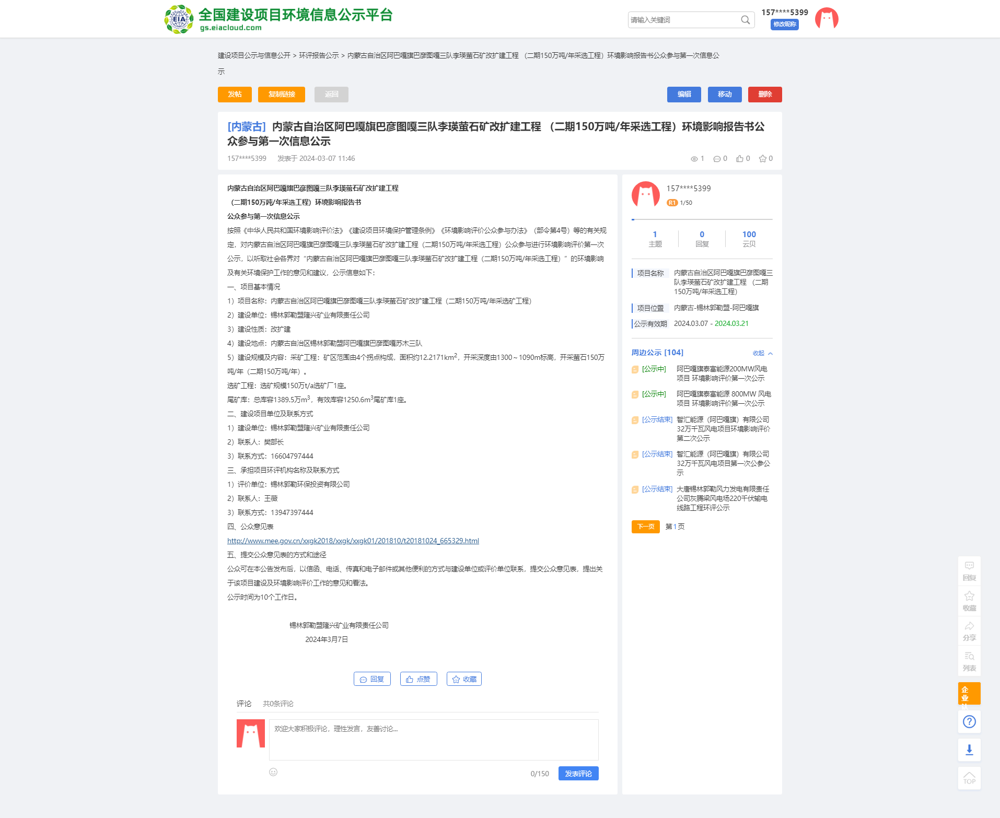 EIA 全国建设项目环境信息公示平台
gs.eiacloud.com
请输入关键词
157****5399
修改昵称
建设项目公示与信息公开 > 环评报告公示 > 内蒙古自治区阿巴嘎旗巴彦图嘎三队李瑛萤石矿改扩建工程 （二期150万吨/年采选工程）环境影响报告书公众参与第一次信息公
示
发帖 复制链接 返回 编辑 移动 删除
[内蒙古] 内蒙古自治区阿巴嘎旗巴彦图嘎三队李瑛萤石矿改扩建工程 （二期150万吨/年采选工程）环境影响报告书公
众参与第一次信息公示
157****5399 发表于 2024-03-07 11:46 1 0 0 0
内蒙古自治区阿巴嘎旗巴彦图嘎三队李瑛萤石矿改扩建工程
（二期150万吨/年采选工程）环境影响报告书
公众参与第一次信息公示
按照《中华人民共和国环境影响评价法》《建设项目环境保护管理条例》《环境影响评价公众参与办法》（部令第4号）等的有关规
定，对内蒙古自治区阿巴嘎旗巴彦图嘎三队李瑛萤石矿改扩建工程（二期150万吨/年采选工程）公众参与进行环境影响评价第一次
公示，以听取社会各界对“内蒙古自治区阿巴嘎旗巴彦图嘎三队李瑛萤石矿改扩建工程（二期150万吨/年采选工程）”的环境影响
及有关环境保护工作的意见和建议，公示信息如下：
一、项目基本情况
1）项目名称：内蒙古自治区阿巴嘎旗巴彦图嘎三队李瑛萤石矿改扩建工程（二期150万吨/年采选矿工程）
2）建设单位：锡林郭勒盟隆兴矿业有限责任公司
3）建设性质：改扩建
4）建设地点：内蒙古自治区锡林郭勒盟阿巴嘎旗巴彦图嘎苏木三队
5）建设规模及内容：采矿工程：矿区范围由4个拐点构成，面积约12.2171km²，开采深度由1300～1090m标高，开采萤石150万
吨/年（二期150万吨/年）。
选矿工程：选矿规模150万t/a选矿厂1座。
尾矿库：总库容1389.5万m³，有效库容1250.6m³尾矿库1座。
二、建设项目单位及联系方式
1）建设单位：锡林郭勒盟隆兴矿业有限责任公司
2）联系人：樊部长
3）联系方式：16604797444
三、承担项目环评机构名称及联系方式
1）评价单位：锡林郭勒环保投资有限公司
2）联系人：王薇
3）联系方式：13947397444
四、公众意见表
http://www.mee.gov.cn/xxgk2018/xxgk/xxgk01/201810/t20181024_665329.html
五、提交公众意见表的方式和途径
公众可在本公告发布后，以信函、电话、传真和电子邮件或其他便利的方式与建设单位或评价单位联系，提交公众意见表，提出关
于该项目建设及环境影响评价工作的意见和看法。
公示时间为10个工作日。
锡林郭勒盟隆兴矿业有限责任公司
2024年3月7日
回复 点赞 收藏
评论 共0条评论
欢迎大家积极评论，理性发言，友善讨论...
0/150 发表评论
157****5399
R1 1/50
1 0 100
主题 回复 云贝
项目名称 内蒙古自治区阿巴嘎旗巴彦图嘎三
队李瑛萤石矿改扩建工程 （二期
150万吨/年采选工程）
项目位置 内蒙古-锡林郭勒盟-阿巴嘎旗
公示有效期 2024.03.07 - 2024.03.21
周边公示 [104] 收起
[公示中] 阿巴嘎旗泰富能源200MW风电
项目 环境影响评价第一次公示
[公示中] 阿巴嘎旗泰富能源 800MW 风电
项目 环境影响评价第一次公示
[公示结束] 智汇能源（阿巴嘎旗）有限公司
32万千瓦风电项目环境影响评价
第二次公示
[公示结束] 智汇能源（阿巴嘎旗）有限公司
32万千瓦风电项目第一次公参公
示
[公示结束] 大唐锡林郭勒风力发电有限责任
公司灰腾梁风电场220千伏输电
线路工程环评公示
下一页 第1页
回复
收藏
分享
列表
企
业
TOP